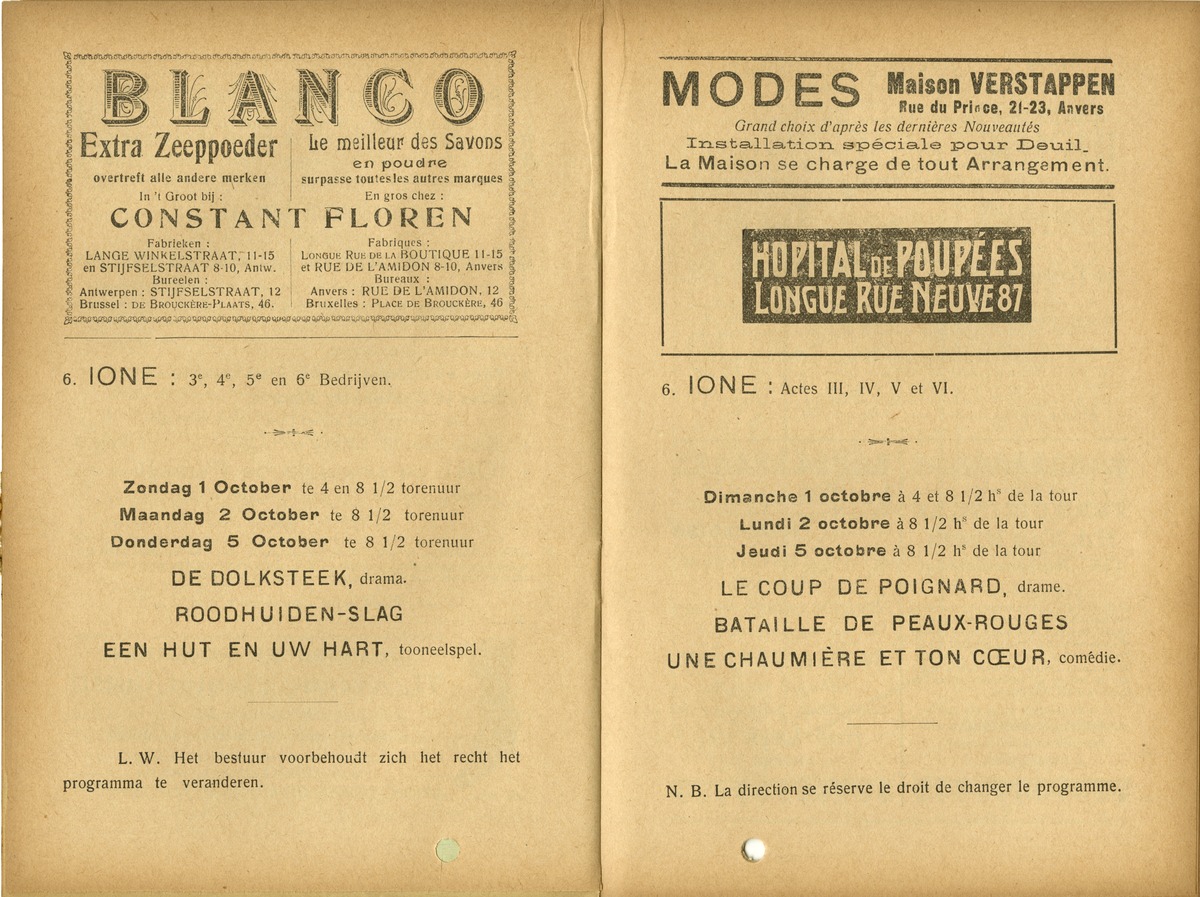 BLANCO
Extra Zeeppoeder
overtreft alle andere merken
In 't Groot bij :
Le meilleur des Savons
en poudre
surpasse toutes les autres marques
En gros chez :
CONSTANT FLOREN
Fabrieken :
LANGE WINKELSTRAAT, 11-15
en STIJFSELSTRAAT 8-10, Antw.
Bureelen :
Antwerpen : STIJFSELSTRAAT, 12
Brussel : DE BROUCKÈRE-PLAATS, 46.
Fabriques :
LONGUE RUE DE LA BOUTIQUE 11-15
et RUE DE L'AMIDON 8-10, Anvers
Bureaux :
Anvers : RUE DE L'AMIDON, 12
Bruxelles : PLACE DE BROUCKÈRE, 46
6. IONE : 3e, 4e, 5e en 6e Bedrijven.
Zondag 1 October te 4 en 8 1/2 torenuur
Maandag 2 October te 8 1/2 torenuur
Donderdag 5 October te 8 1/2 torenuur
DE DOLKSTEEK, drama.
ROODHUIDEN-SLAG
EEN HUT EN UW HART, tooneelspel.
L. W. Het bestuur voorbehoudt zich het recht het
programma te veranderen.
MODES Maison VERSTAPPEN
Rue du Prince, 21-23, Anvers
Grand choix d'après les dernières Nouveautés
Installation spéciale pour Deuil.
La Maison se charge de tout Arrangement.
HOPITAL DE POUPÉES
LONGUE RUE NEUVE 87
6. IONE : Actes III, IV, V et VI.
Dimanche 1 octobre à 4 et 8 1/2 hs de la tour
Lundi 2 octobre à 8 1/2 hs de la tour
Jeudi 5 octobre à 8 1/2 hs de la tour
LE COUP DE POIGNARD, drame.
BATAILLE DE PEAUX-ROUGES
UNE CHAUMIÈRE ET TON CŒUR, comédie.
N. B. La direction se réserve le droit de changer le programme.